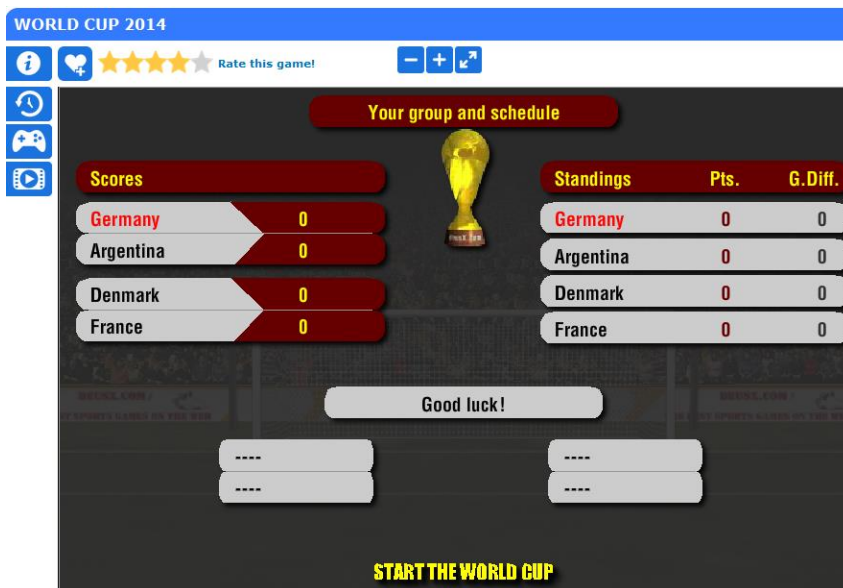 WORLD CUP 2014
Rate this game!
Your group and schedule
Scores
Germany 0
Argentina 0
Denmark 0
France 0
Standings Pts. G.Diff.
Germany 0 0
Argentina 0 0
Denmark 0 0
France 0 0
Good luck!
----
----
----
----
START THE WORLD CUP